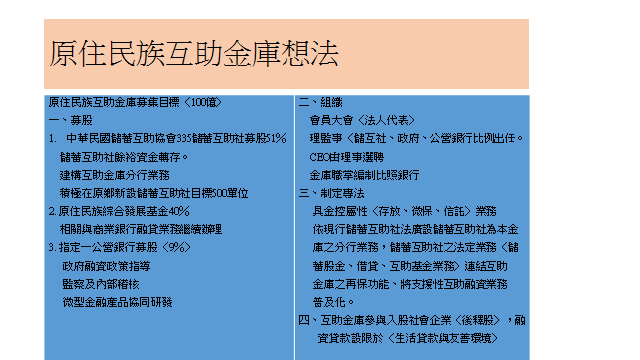 原住民族互助金庫想法
原住民族互助金庫募集目標〈100億〉
一、募股
1. 中華民國儲蓄互助協會335儲蓄互助社募股51%
儲蓄互助社餘裕資金轉存。
建構互助金庫分行業務
積極在原鄉新設儲蓄互助社目標500單位
2. 原住民族綜合發展基金40%
相關與商業銀行融貸業務繼續辦理
3. 指定一公營銀行募股〈9%〉
政府融資政策指導
監察及內部稽核
微型金融產品協同研發
二、組織
會員大會〈法人代表〉
理監事〈儲互社、政府、公營銀行比例出任。
CEO由理事選聘
金庫職掌編制比照銀行
三、制定專法
具金控屬性〈存放、微保、信託〉業務
依現行儲蓄互助社法廣設儲蓄互助社為本金
庫之分行業務，儲蓄互助社之法定業務〈儲
蓄股金、借貸、互助基金業務〉連結互助
金庫之再保功能、將支援性互助融資業務
普及化。
四、互助金庫參與入股社會企業〈後釋股〉，融
資貸款設限於〈生活貸款與友善環境〉